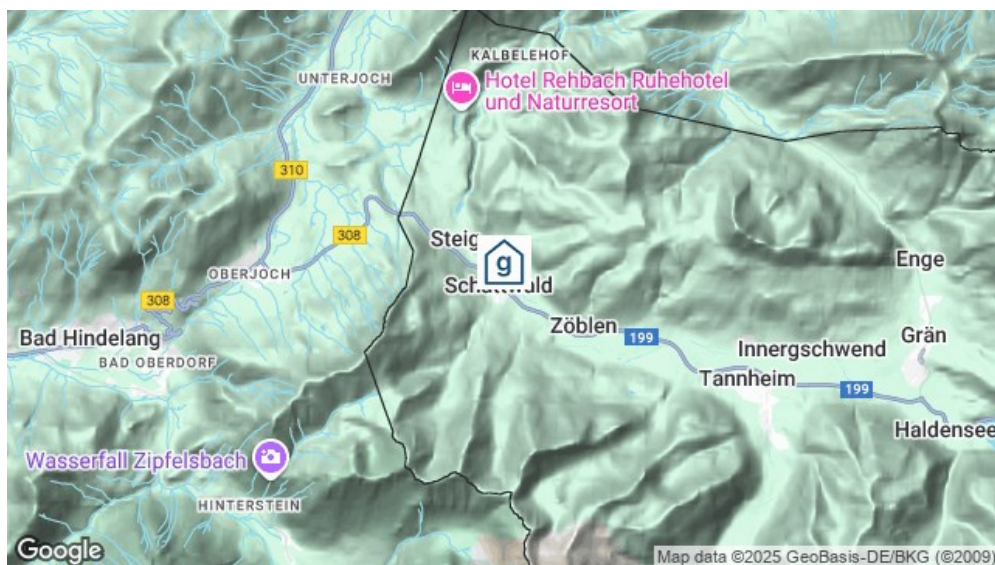 KALBELEHOF
UNTERJOCH
Hotel Rehbach Ruhehotel
und Naturresort
310
308
Steig
OBERJOCH
g
Enge
Schattwald
308
Zöblen
199
Bad Hindelang
Grän
Innergschwend
BAD OBERDORF
Tannheim
199
Haldensee
Wasserfall Zipfelsbach
HINTERSTEIN
Google
Map data ©2025 GeoBasis-DE/BKG (©2009)